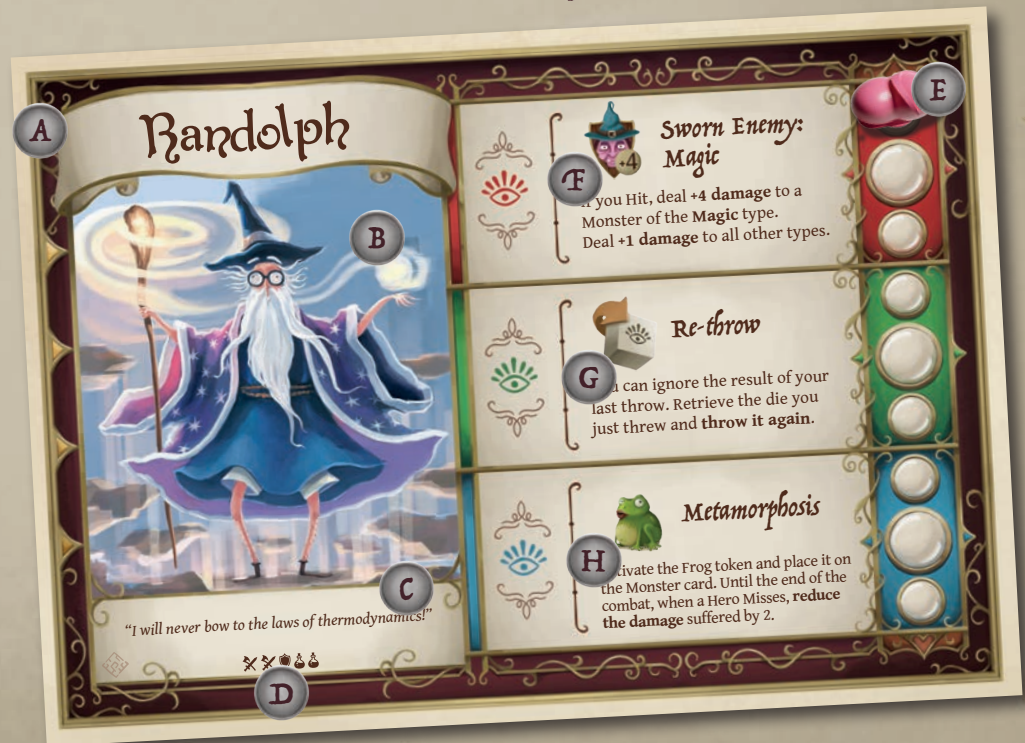 A
Randolph
B
C
"I will never bow to the laws of thermodynamics!"
D
E
F
+4
Sworn Enemy:
Magic
you Hit, deal +4 damage to a
Monster of the Magic type.
Deal +1 damage to all other types.
G
Re-throw
can ignore the result of your
last throw. Retrieve the die you
just threw and throw it again.
H
Metamorphosis
tivate the Frog token and place it on
the Monster card. Until the end of the
combat, when a Hero Misses, reduce
the damage suffered by 2.